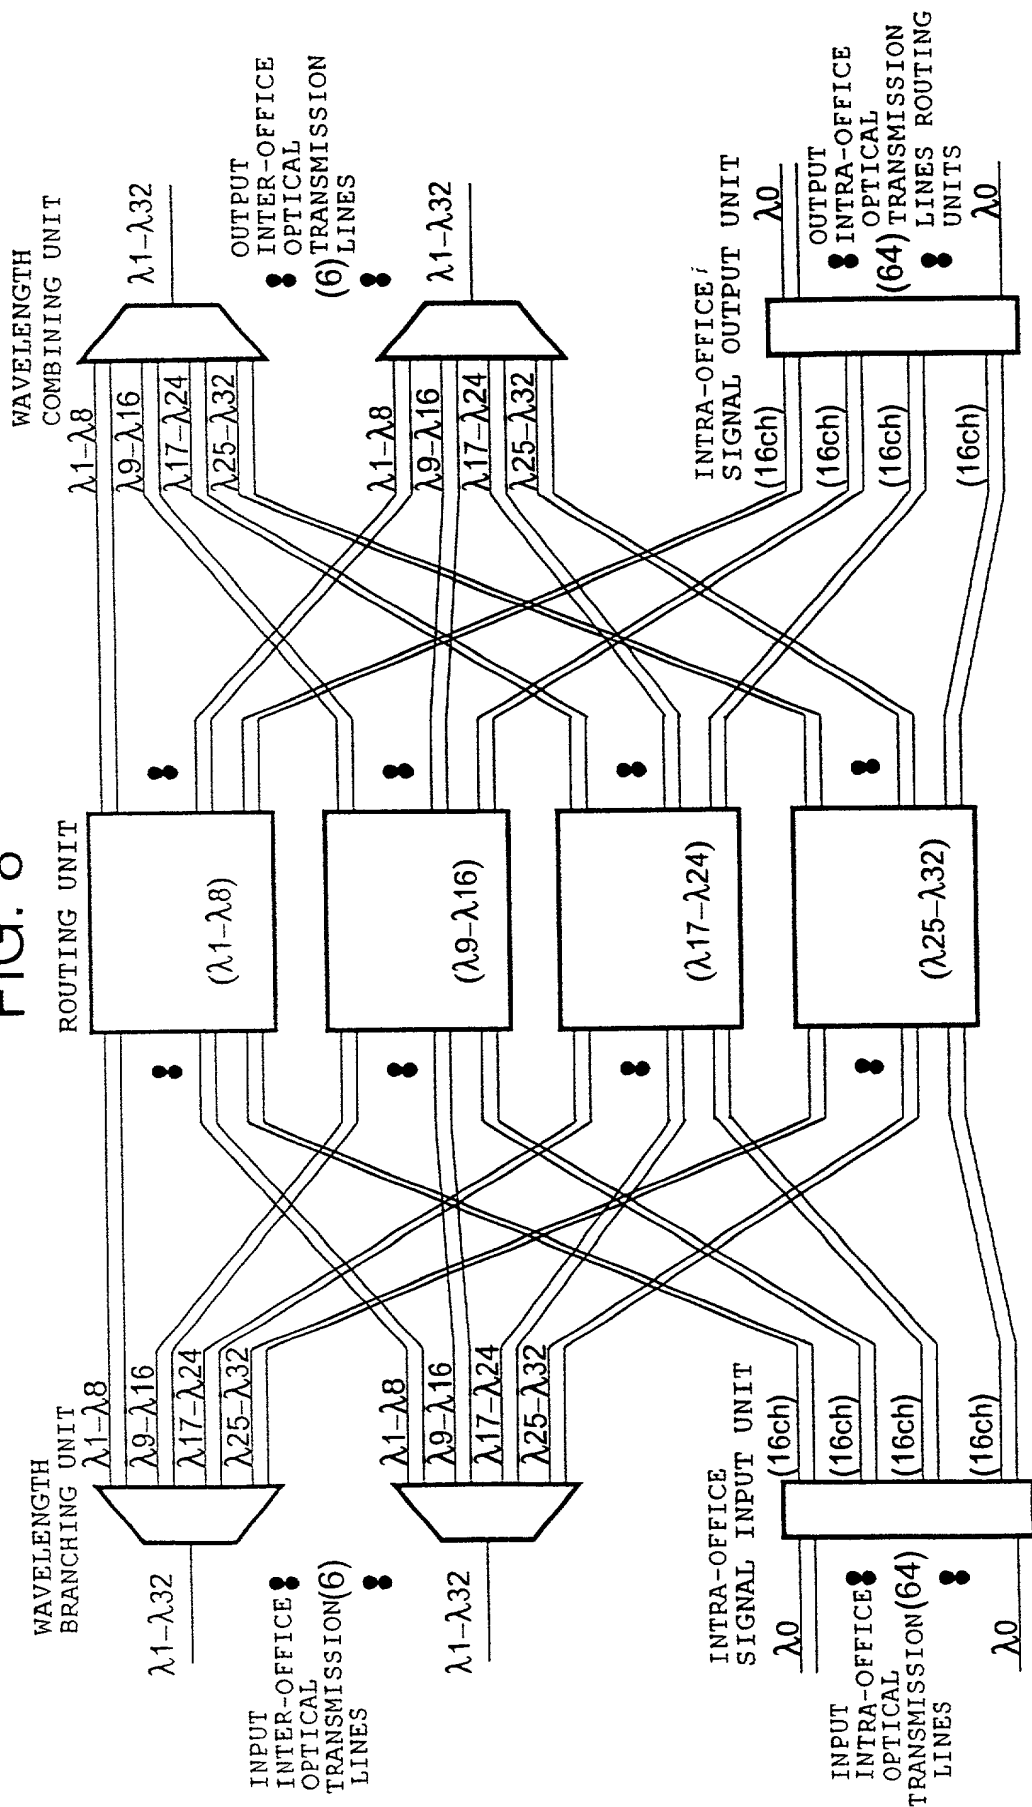 FIG. 8
WAVELENGTH
BRANCHING UNIT
λ1–λ32
λ1–λ8
λ9–λ16
λ17–λ24
λ25–λ32
INPUT
INTER-OFFICE
OPTICAL
TRANSMISSION(6)
LINES
λ1–λ32
λ1–λ8
λ9–λ16
λ17–λ24
λ25–λ32
INTRA-OFFICE
SIGNAL INPUT UNIT
λ0
(16ch)
(16ch)
(16ch)
(16ch)
INPUT
INTRA-OFFICE
OPTICAL
TRANSMISSION(64)
LINES
λ0
ROUTING UNIT
(λ1–λ8)
(λ9–λ16)
(λ17–λ24)
(λ25–λ32)
WAVELENGTH
COMBINING UNIT
λ1–λ8
λ9–λ16
λ17–λ24
λ25–λ32
λ1–λ32
OUTPUT
INTER-OFFICE
OPTICAL
(6) TRANSMISSION
LINES
λ1–λ8
λ9–λ16
λ17–λ24
λ25–λ32
λ1–λ32
INTRA-OFFICE
SIGNAL OUTPUT UNIT
(16ch)
(16ch)
(16ch)
(16ch)
λ0
OUTPUT
INTRA-OFFICE
OPTICAL
(64) TRANSMISSION
LINES ROUTING
UNITS
λ0